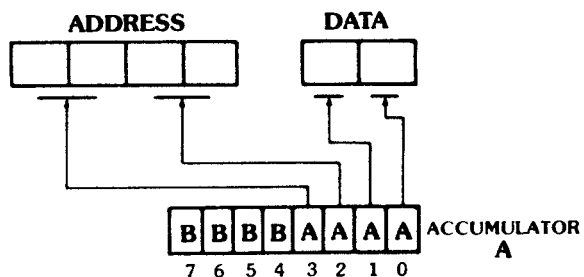 ADDRESS DATA
B B B B A A A A ACCUMULATOR
A
7 6 5 4 3 2 1 0